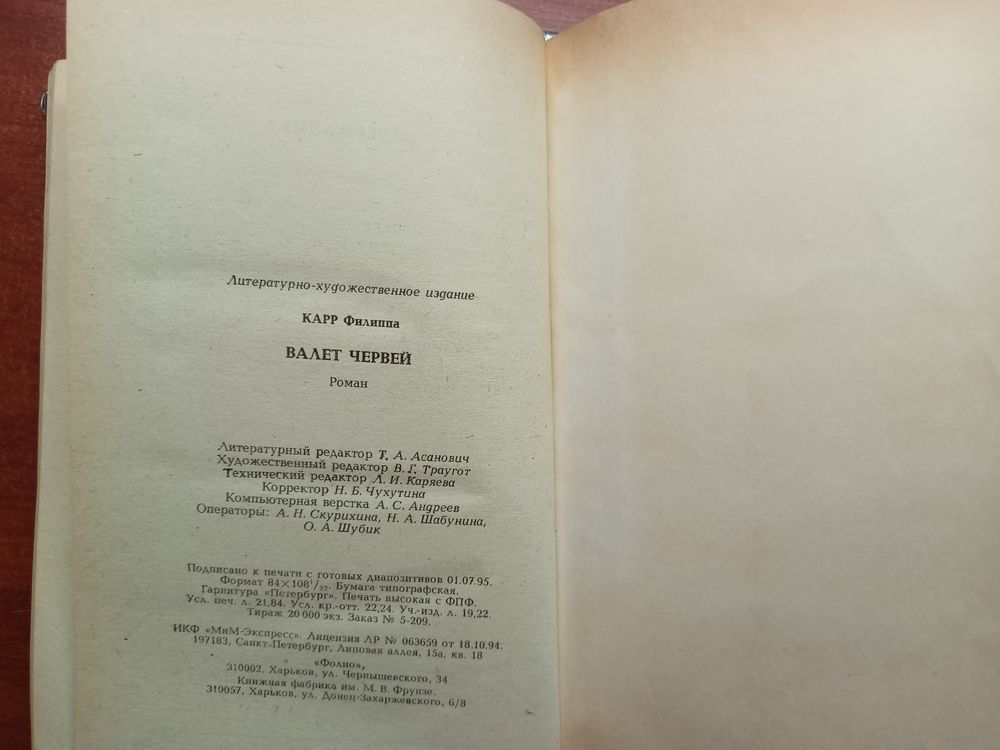 Литературно-художественное издание
КАРР Филиппа
ВАЛЕТ ЧЕРВЕЙ
Роман
Литературный редактор Т. А. Асанович
Художественный редактор В. Г. Траугот
Технический редактор Л. И. Каряева
Корректор Н. Б. Чухутина
Компьютерная верстка А. С. Андреев
Операторы: А. Н. Скурихина, Н. А. Шабунина,
О. А. Шубик
Подписано к печати с готовых диапозитивов 01.07.95.
Формат 84×108¹/₃₂. Бумага типографская.
Гарнитура «Петербург». Печать высокая с ФПФ.
Усл. печ. л. 21,84. Усл. кр.-отт. 22,24. Уч.-изд. л. 19,22.
Тираж 20 000 экз. Заказ № 5-209.
ИКФ «МиМ-Экспресс». Лицензия ЛР № 063659 от 18.10.94.
197183, Санкт-Петербург, Липовая аллея, 15а, кв. 18
«Фолио»,
310002, Харьков, ул. Чернышевского, 34
Книжная фабрика им. М. В. Фрунзе,
310057, Харьков, ул. Донец-Захаржевского, 6/8